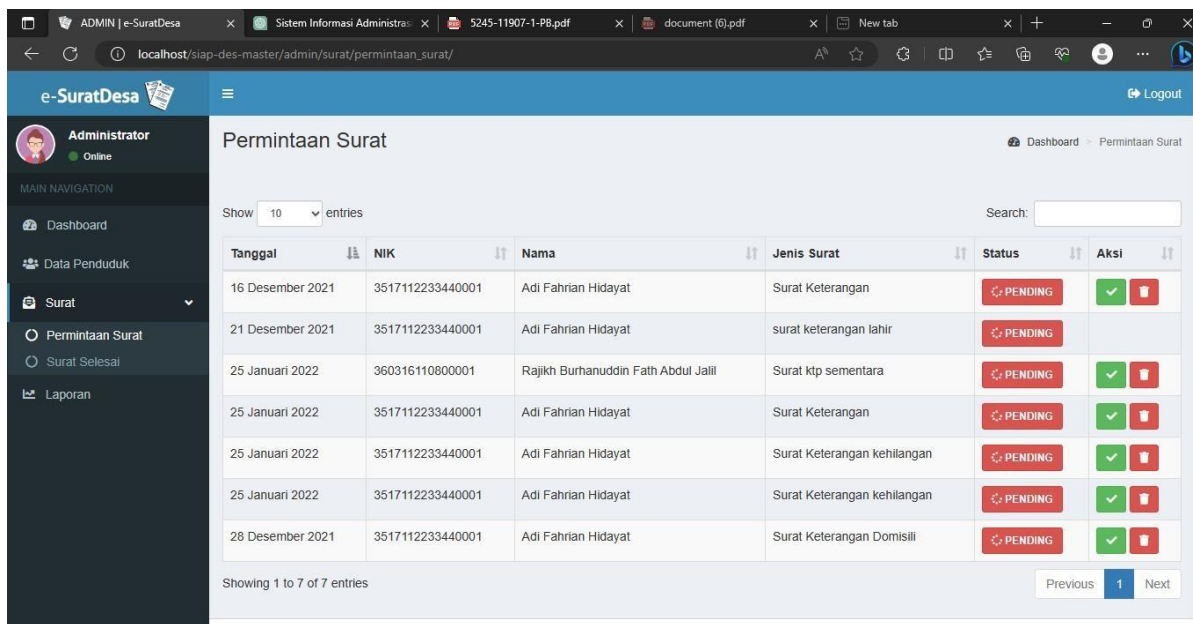 ADMIN | e-SuratDesa
Sistem Informasi Administras
5245-11907-1-PB.pdf
document (6).pdf
New tab
localhost/siap-des-master/admin/surat/permintaan_surat/
e-SuratDesa
Logout
Administrator
Online
MAIN NAVIGATION
Dashboard
Data Penduduk
Surat
Permintaan Surat
Surat Selesai
Laporan
Permintaan Surat
Dashboard > Permintaan Surat
Show 10 entries
Search:
Tanggal NIK Nama Jenis Surat Status Aksi
16 Desember 2021 3517112233440001 Adi Fahrian Hidayat Surat Keterangan PENDING
21 Desember 2021 3517112233440001 Adi Fahrian Hidayat surat keterangan lahir PENDING
25 Januari 2022 360316110800001 Rajikh Burhanuddin Fath Abdul Jalil Surat ktp sementara PENDING
25 Januari 2022 3517112233440001 Adi Fahrian Hidayat Surat Keterangan PENDING
25 Januari 2022 3517112233440001 Adi Fahrian Hidayat Surat Keterangan kehilangan PENDING
25 Januari 2022 3517112233440001 Adi Fahrian Hidayat Surat Keterangan kehilangan PENDING
28 Desember 2021 3517112233440001 Adi Fahrian Hidayat Surat Keterangan Domisili PENDING
Showing 1 to 7 of 7 entries
Previous 1 Next